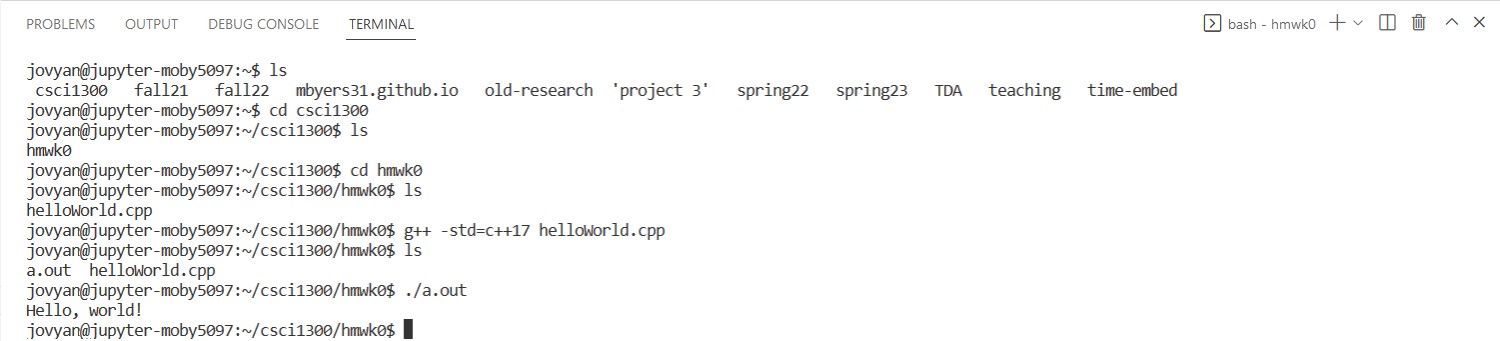 PROBLEMS OUTPUT DEBUG CONSOLE TERMINAL bash - hmwk0
jovyan@jupyter-moby5097:~$ ls
csci1300 fall21 fall22 mbyers31.github.io old-research 'project 3' spring22 spring23 TDA teaching time-embed
jovyan@jupyter-moby5097:~$ cd csci1300
jovyan@jupyter-moby5097:~/csci1300$ ls
hmwk0
jovyan@jupyter-moby5097:~/csci1300$ cd hmwk0
jovyan@jupyter-moby5097:~/csci1300/hmwk0$ ls
helloWorld.cpp
jovyan@jupyter-moby5097:~/csci1300/hmwk0$ g++ -std=c++17 helloWorld.cpp
jovyan@jupyter-moby5097:~/csci1300/hmwk0$ ls
a.out helloWorld.cpp
jovyan@jupyter-moby5097:~/csci1300/hmwk0$ ./a.out
Hello, world!
jovyan@jupyter-moby5097:~/csci1300/hmwk0$